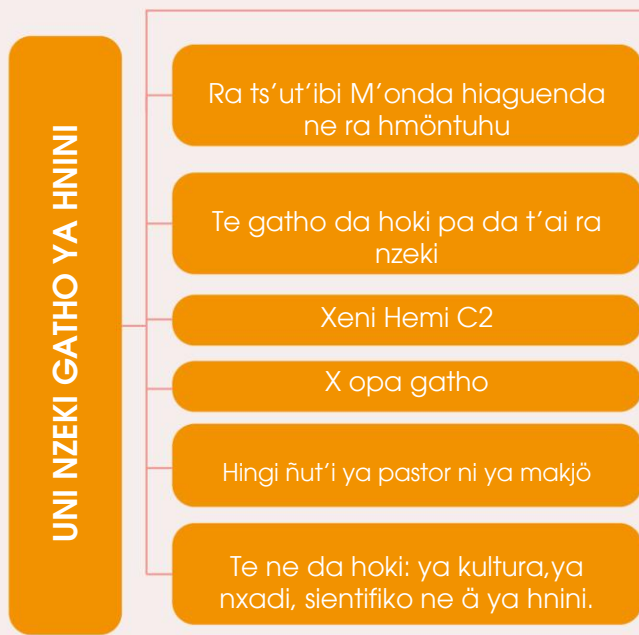 UNI NZEKI GATHO YA HNINI
Ra ts'ut'ibi M'onda hiaguenda
ne ra hmöntuhu
Te gatho da hoki pa da t'ai ra
nzeki
Xeni Hemi C2
X opa gatho
Hingi ñut'i ya pastor ni ya makjö
Te ne da hoki: ya kultura,ya
nxadi, sientifiko ne ä ya hnini.